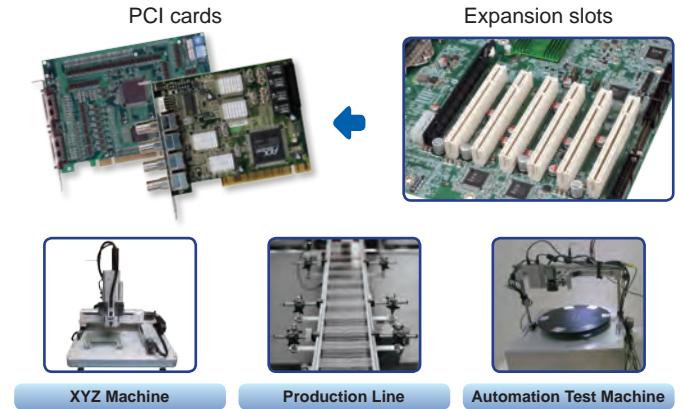 PCI cards
Expansion slots
XYZ Machine
Production Line
Automation Test Machine